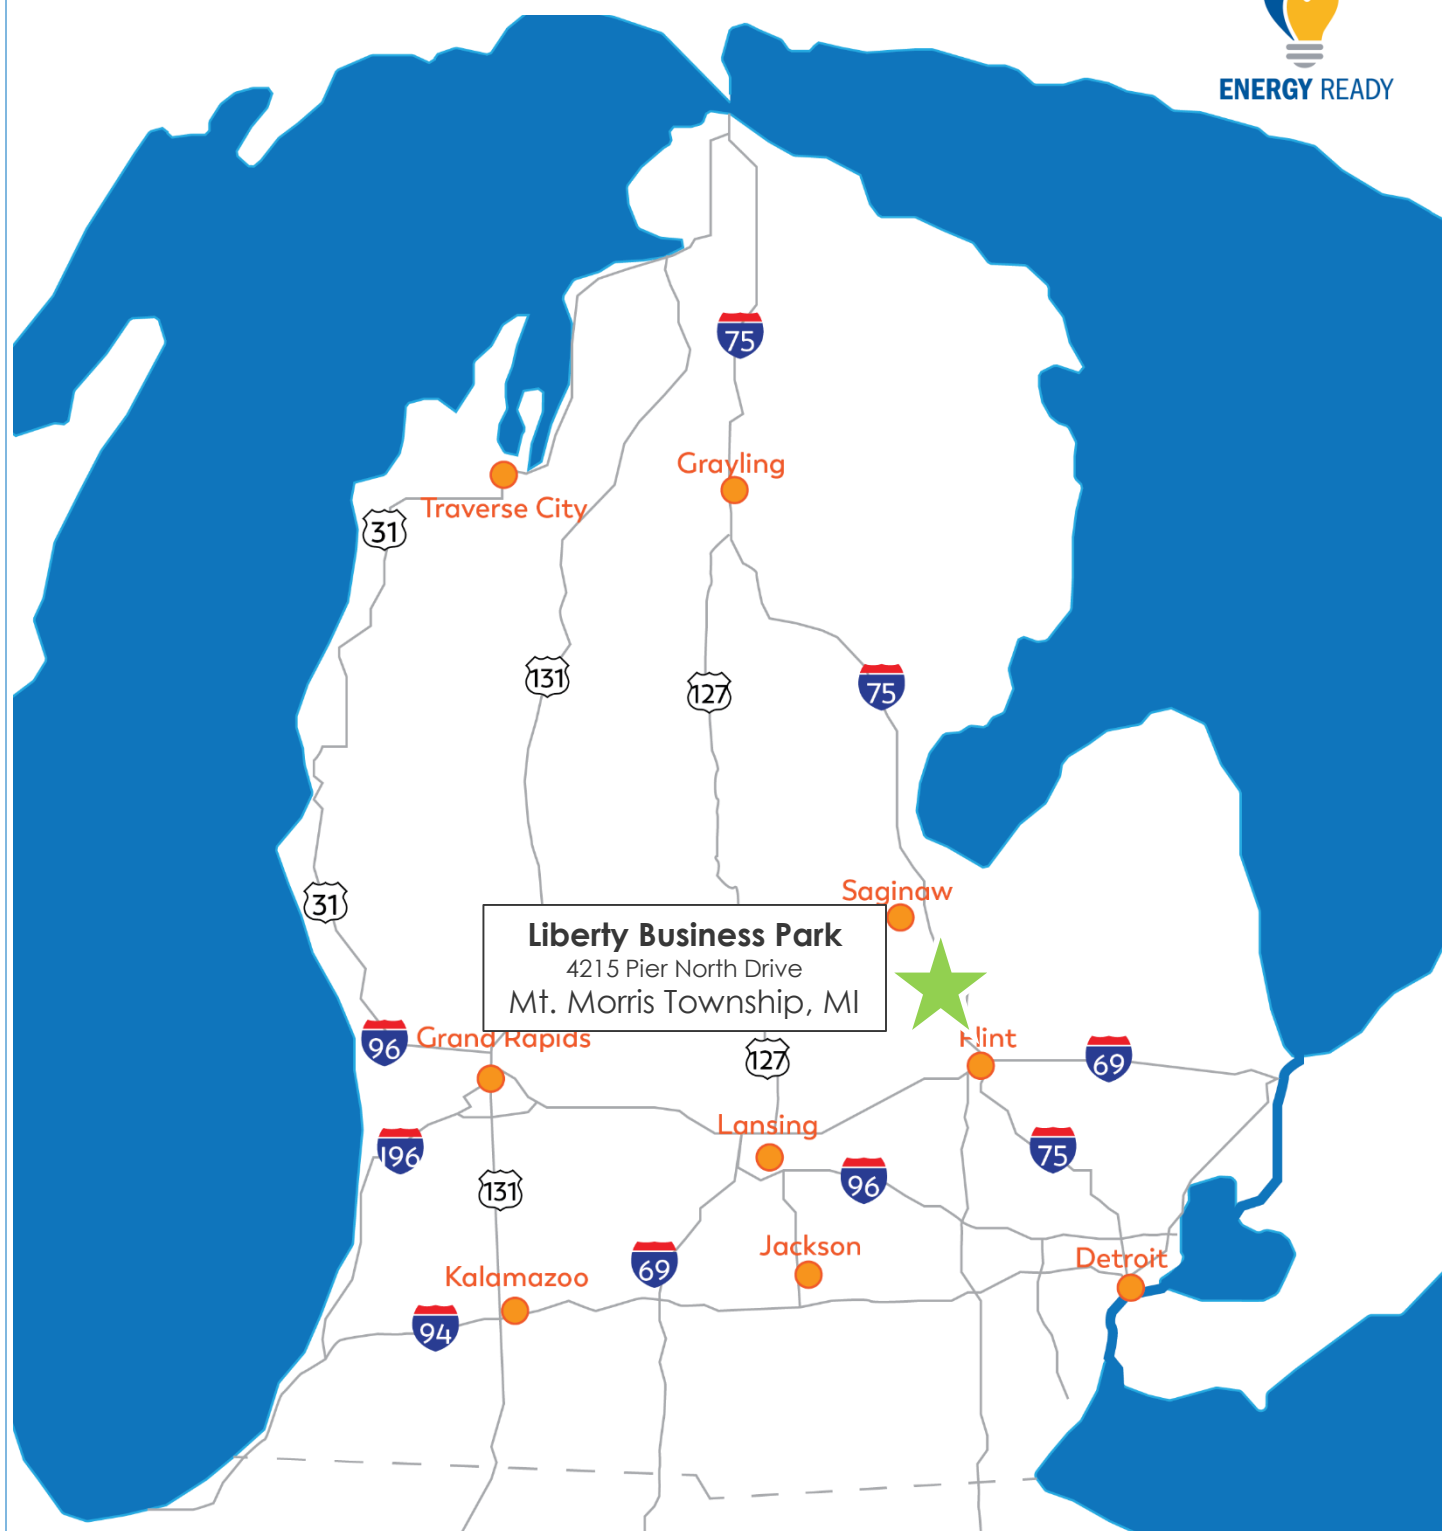 ENERGY READY
75
Grayling
Traverse City
31
131
127
75
Saginaw
31
Liberty Business Park
4215 Pier North Drive
Mt. Morris Township, MI
96
Grand Rapids
127
Flint
69
Lansing
196
75
96
131
Jackson
69
Detroit
Kalamazoo
94